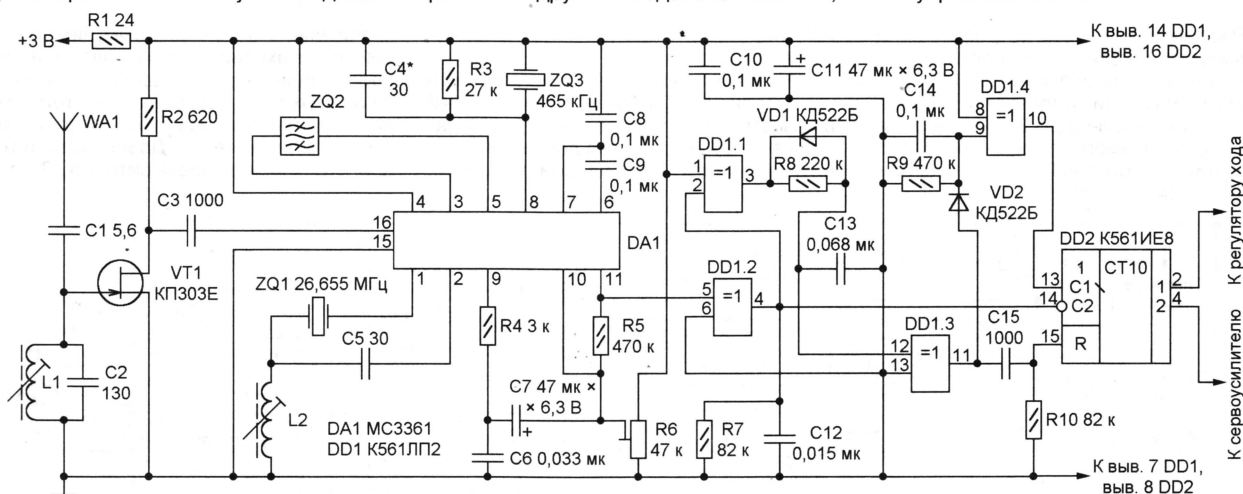 R1 24
+3 В
К выв. 14 DD1,
выв. 16 DD2
C4*
30
R3
27 к
ZQ3
465 кГц
C10
0,1 мк
+
C11 47 мк × 6,3 В
C14
0,1 мк
DD1.4
8
9
=1
10
WA1
R2 620
ZQ2
C8
0,1 мк
C9
0,1 мк
VD1 КД522Б
DD1.1
1
2
=1
3
R8 220 к
R9 470 к
VD2
КД522Б
C3 1000
4
3
5
8
7
6
16
15
DA1
C1 5,6
VT1
КП303Е
C13
0,068 мк
DD2 К561ИЕ8
1
C1
C2
R
CT10
1
2
13
14
15
2
4
К регулятору хода
ZQ1 26,655 МГц
1
2
9
10
11
DD1.2
5
6
=1
4
DD1.3
12
13
=1
11
C15
1000
R4 3 к
R5
470 к
C5 30
L1
C2
130
L2
C7 47 мк ×
× 6,3 В
+
DA1 MC3361
DD1 К561ЛП2
C6 0,033 мк
R6
47 к
R7
82 к
C12
0,015 мк
R10 82 к
К сервоусилителю
К выв. 7 DD1,
выв. 8 DD2